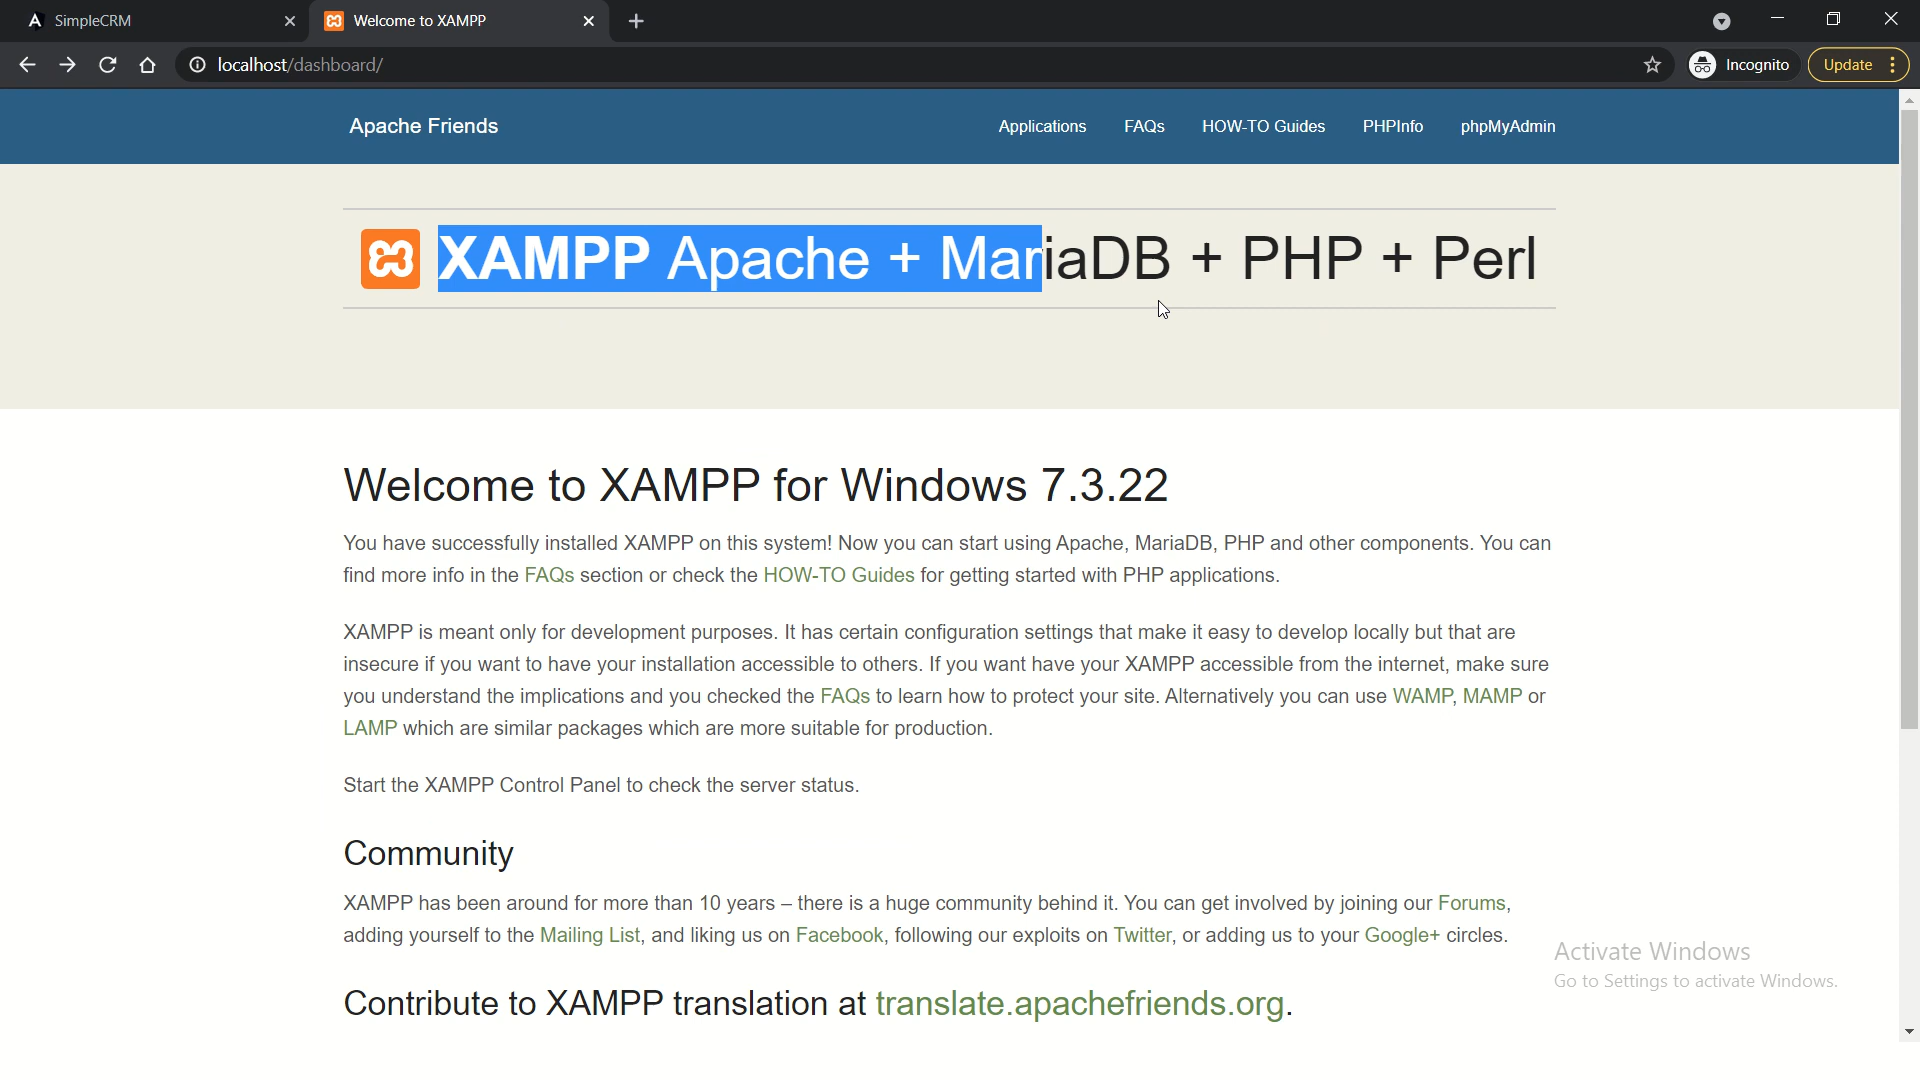 SimpleCRM
Welcome to XAMPP
localhost/dashboard/
Incognito
Update
Apache Friends
Applications
FAQs
HOW-TO Guides
PHPInfo
phpMyAdmin
XAMPP Apache + MariaDB + PHP + Perl
Welcome to XAMPP for Windows 7.3.22
You have successfully installed XAMPP on this system! Now you can start using Apache, MariaDB, PHP and other components. You can
find more info in the FAQs section or check the HOW-TO Guides for getting started with PHP applications.
XAMPP is meant only for development purposes. It has certain configuration settings that make it easy to develop locally but that are
insecure if you want to have your installation accessible to others. If you want have your XAMPP accessible from the internet, make sure
you understand the implications and you checked the FAQs to learn how to protect your site. Alternatively you can use WAMP, MAMP or
LAMP which are similar packages which are more suitable for production.
Start the XAMPP Control Panel to check the server status.
Community
XAMPP has been around for more than 10 years – there is a huge community behind it. You can get involved by joining our Forums,
adding yourself to the Mailing List, and liking us on Facebook, following our exploits on Twitter, or adding us to your Google+ circles.
Contribute to XAMPP translation at translate.apachefriends.org.
Activate Windows
Go to Settings to activate Windows.